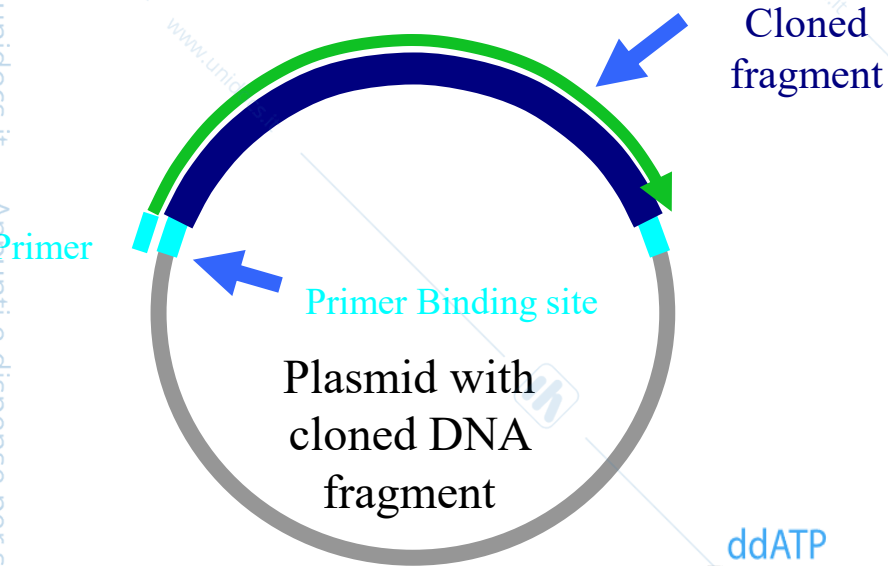 Cloned
fragment
Primer
Primer Binding site
Plasmid with
cloned DNA
fragment
ddATP